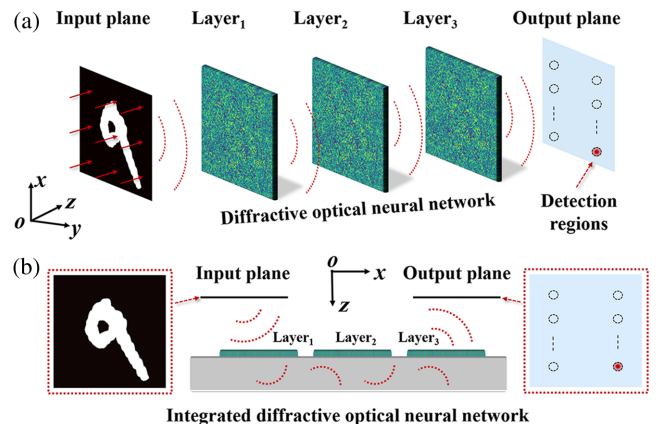 (a) Input plane Layer1 Layer2 Layer3 Output plane
x
z
o
y
Diffractive optical neural network
Detection
regions
(b) Input plane o x Output plane
z
Layer1 Layer2 Layer3
Integrated diffractive optical neural network